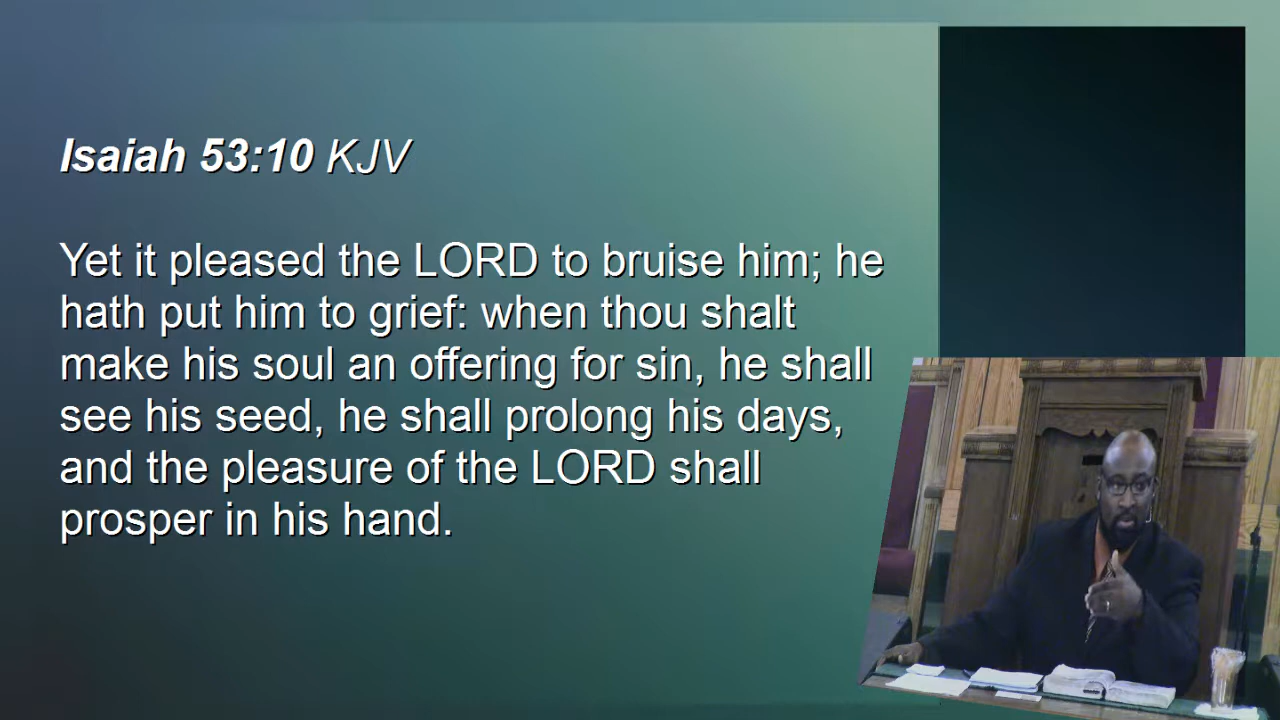 Isaiah 53:10 KJV
Yet it pleased the LORD to bruise him; he
hath put him to grief: when thou shalt
make his soul an offering for sin, he shall
see his seed, he shall prolong his days,
and the pleasure of the LORD shall
prosper in his hand.